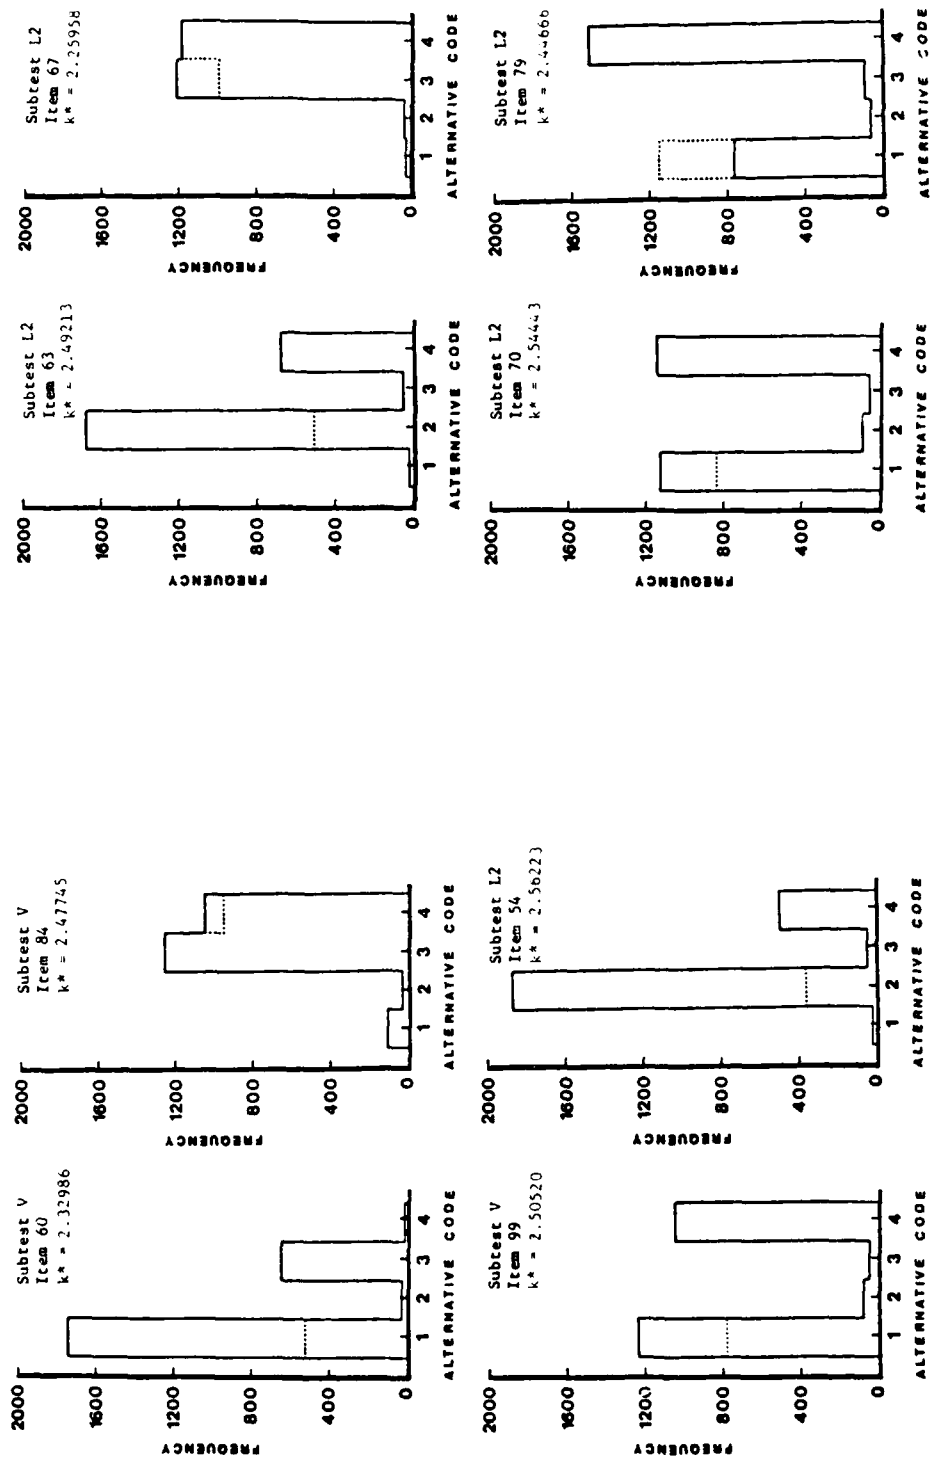 Subtest V
Item 60
k* = 2.32986
2000
1600
1200
800
400
0
FREQUENCY
1 2 3 4
ALTERNATIVE CODE
Subtest V
Item 84
k* = 2.47745
2000
1600
1200
800
400
0
FREQUENCY
1 2 3 4
ALTERNATIVE CODE
Subtest L2
Item 63
k* = 2.49213
2000
1600
1200
800
400
0
FREQUENCY
1 2 3 4
ALTERNATIVE CODE
Subtest L2
Item 67
k* = 2.25958
2000
1600
1200
800
400
0
FREQUENCY
1 2 3 4
ALTERNATIVE CODE
Subtest V
Item 99
k* = 2.50520
2000
1600
1200
800
400
0
FREQUENCY
1 2 3 4
ALTERNATIVE CODE
Subtest L2
Item 54
k* = 2.56223
2000
1600
1200
800
400
0
FREQUENCY
1 2 3 4
ALTERNATIVE CODE
Subtest L2
Item 70
k* = 2.54443
2000
1600
1200
800
400
0
FREQUENCY
1 2 3 4
ALTERNATIVE CODE
Subtest L2
Item 79
k* = 2.44666
2000
1600
1200
800
400
0
FREQUENCY
1 2 3 4
ALTERNATIVE CODE